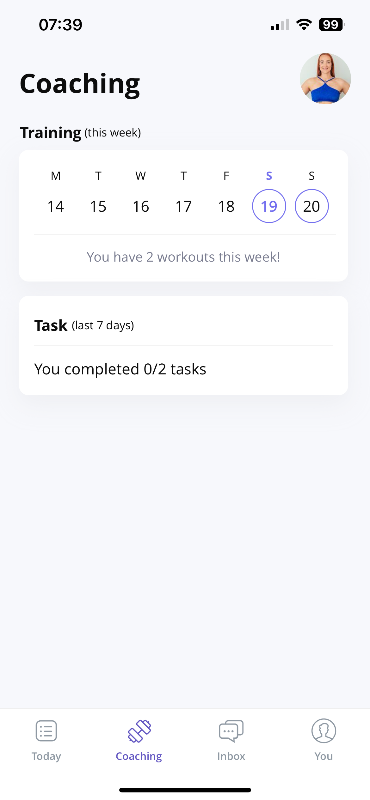 07:39
99
Coaching
Training (this week)
M T W T F S S
14 15 16 17 18 19 20
You have 2 workouts this week!
Task (last 7 days)
You completed 0/2 tasks
Today Coaching Inbox You